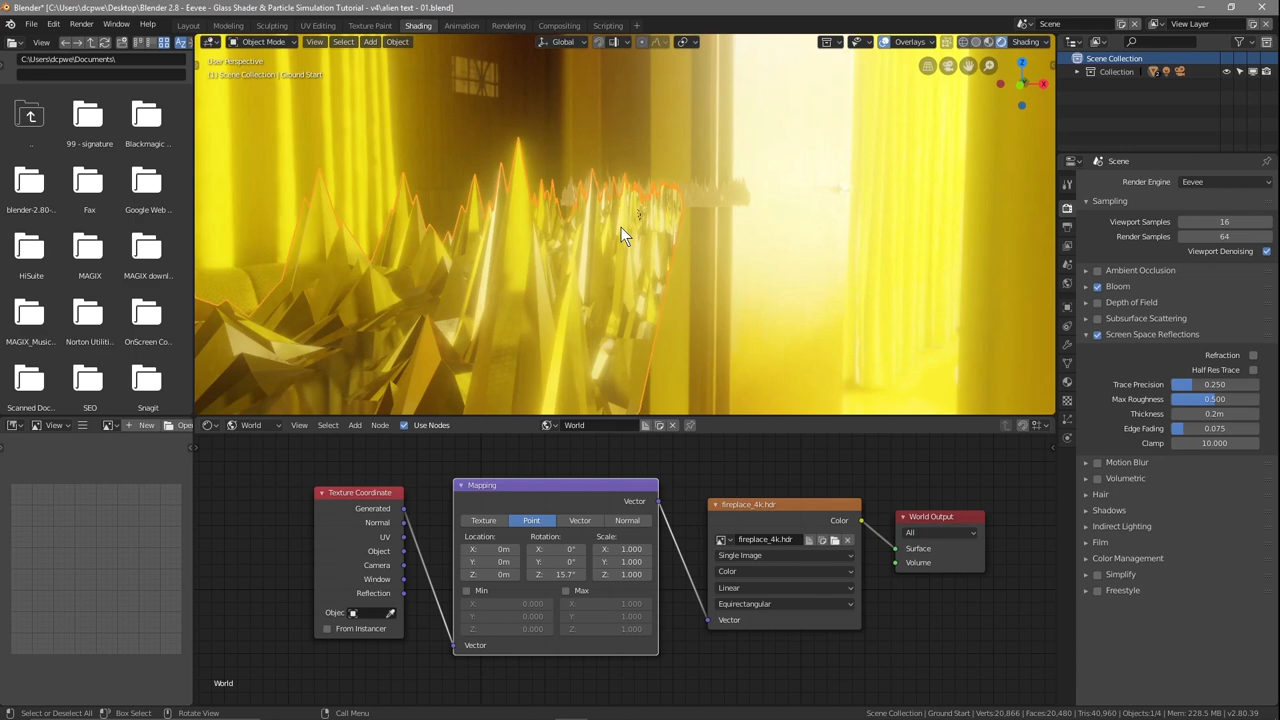 Blender* [C:\Users\dcpwe\Desktop\Blender 2.8 - Eevee - Glass Shader & Particle Simulation Tutorial - v4\alien text - 01.blend]
File Edit Render Window Help Layout Modeling Sculpting UV Editing Texture Paint Shading Animation Rendering Compositing Scripting + Scene View Layer
View Object Mode View Select Add Object Global Overlays Shading
C:\Users\dcpwe\Documents\
User Perspective
(1) Scene Collection | Ground Start
Scene Collection
Collection
.. 99 - signature Blackmagic ..
blender-2.80- Fax Google Web ..
HiSuite MAGIX MAGIX downl..
MAGIX_Music... Norton Utiliti... OnScreen Co...
Scanned Doc... SEO Snagit
Z
X
Scene
Render Engine Eevee
Sampling
Viewport Samples 16
Render Samples 64
Viewport Denoising
Ambient Occlusion
Bloom
Depth of Field
Subsurface Scattering
Screen Space Reflections
Refraction
Half Res Trace
Trace Precision 0.250
Max Roughness 0.500
Thickness 0.2m
Edge Fading 0.075
Clamp 10.000
Motion Blur
Volumetric
Hair
Shadows
Indirect Lighting
Film
Color Management
Simplify
Freestyle
View New Open
World View Select Add Node Use Nodes World
Texture Coordinate
Generated
Normal
UV
Object
Camera
Window
Reflection
Objec
From Instancer
Mapping
Vector
Texture Point Vector Normal
Location: Rotation: Scale:
X: 0m X: 0° X: 1.000
Y: 0m Y: 0° Y: 1.000
Z: 0m Z: 15.7° Z: 1.000
Min Max
X: 0.000 X: 1.000
Y: 0.000 Y: 1.000
Z: 0.000 Z: 1.000
Vector
fireplace_4k.hdr
Color
fireplace_4k.hdr
Single Image
Color
Linear
Equirectangular
Vector
World Output
All
Surface
Volume
World
Select or Deselect All Box Select Rotate View Call Menu Scene Collection | Ground Start | Verts:20,866 | Faces:20,480 | Tris:40,960 | Objects:1/4 | Mem: 228.5 MB | v2.80.39